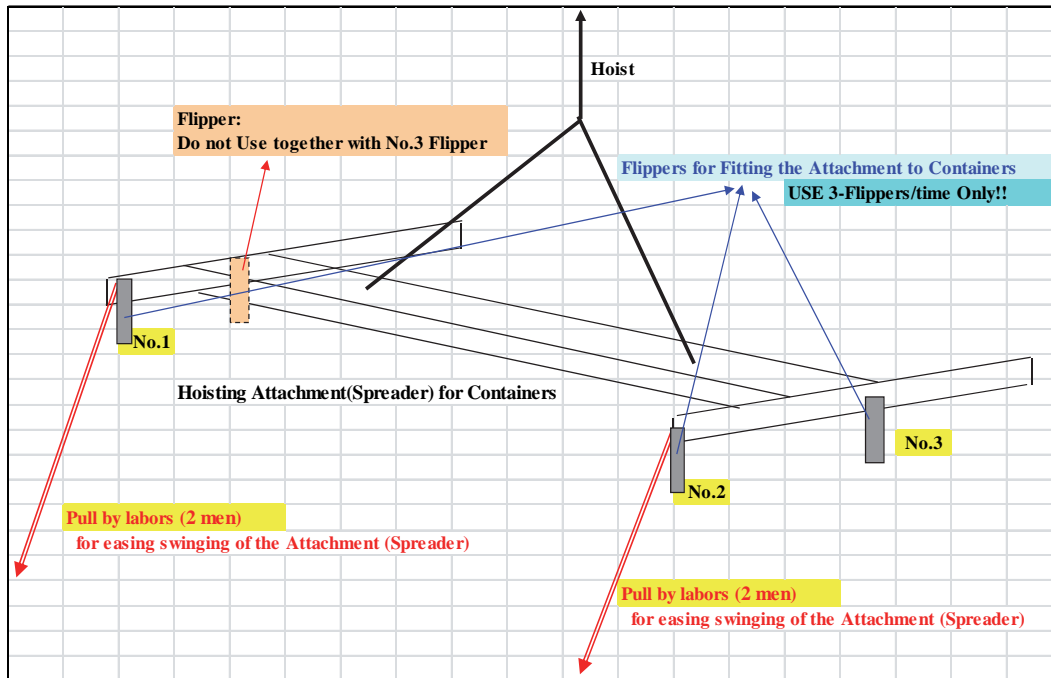 Hoist
Flipper:
Do not Use together with No.3 Flipper
Flippers for Fitting the Attachment to Containers
USE 3-Flippers/time Only!!
No.1
Hoisting Attachment(Spreader) for Containers
No.3
No.2
Pull by labors (2 men)
for easing swinging of the Attachment (Spreader)
Pull by labors (2 men)
for easing swinging of the Attachment (Spreader)